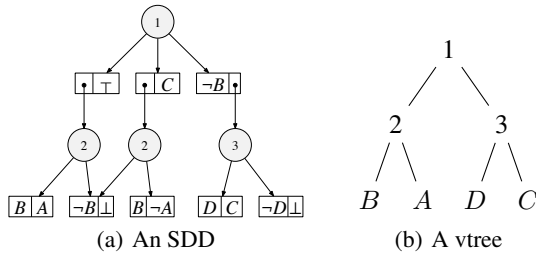 1
1
⊤ C ¬B
2 3
2 2 3
B A ¬B ⊥ B ¬A D C ¬D ⊥
B A D C
(a) An SDD (b) A vtree